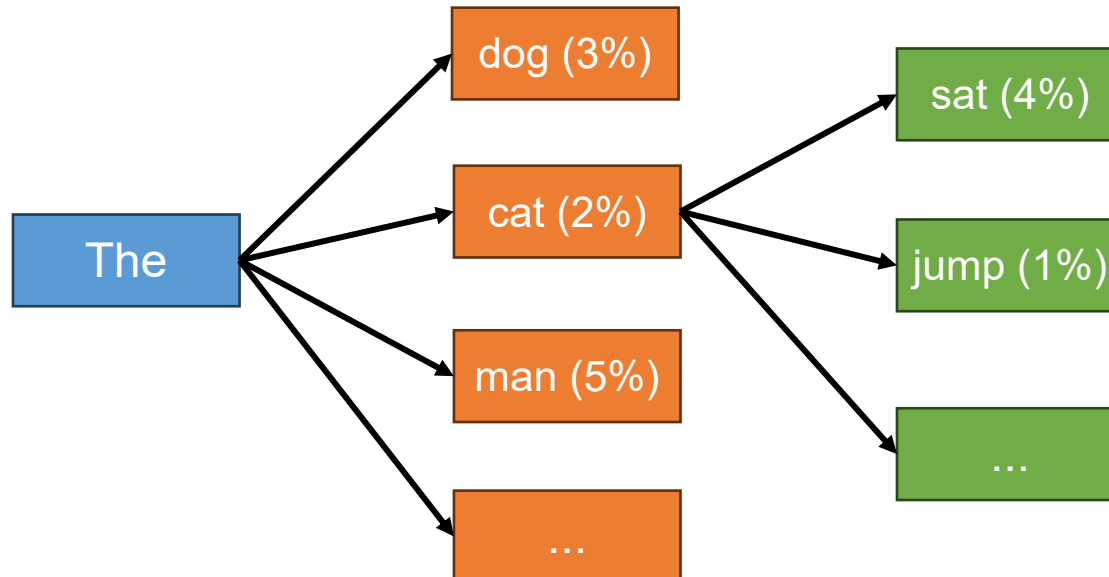 The
dog (3%)
cat (2%)
man (5%)
...
sat (4%)
jump (1%)
...